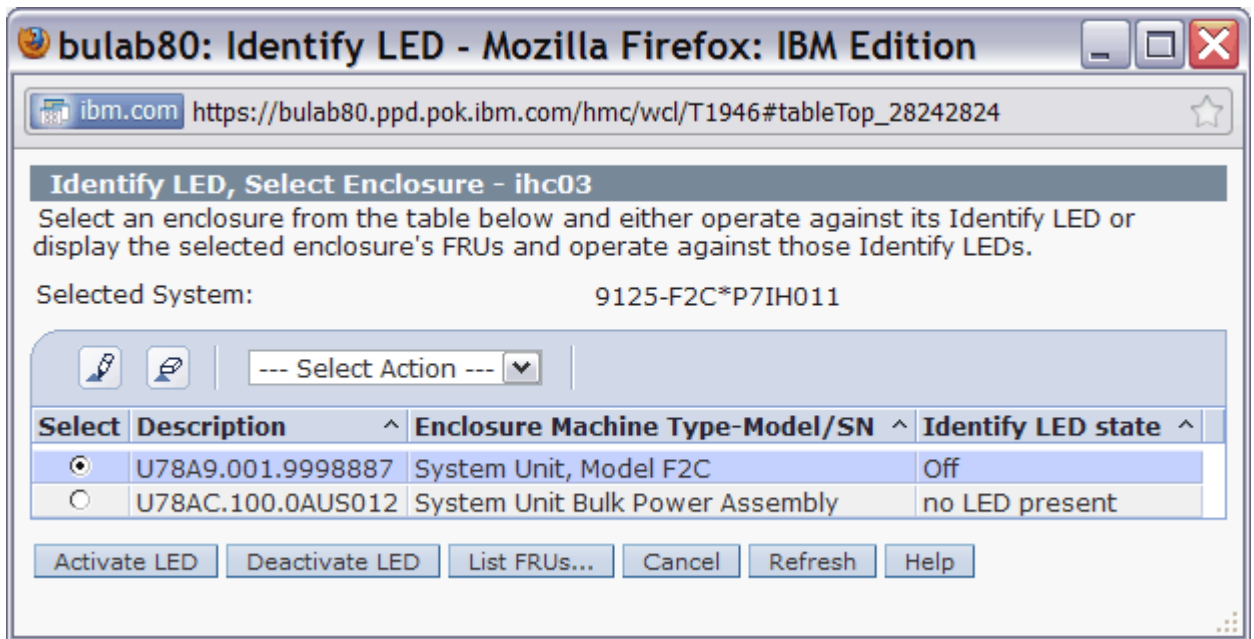 bulab80: Identify LED - Mozilla Firefox: IBM Edition
ibm.com https://bulab80.ppd.pok.ibm.com/hmc/wcl/T1946#tableTop_28242824
Identify LED, Select Enclosure - ihc03
Select an enclosure from the table below and either operate against its Identify LED or
display the selected enclosure's FRUs and operate against those Identify LEDs.
Selected System: 9125-F2C*P7IH011
--- Select Action ---
Select Description ^ Enclosure Machine Type-Model/SN ^ Identify LED state ^
U78A9.001.9998887 System Unit, Model F2C Off
U78AC.100.0AUS012 System Unit Bulk Power Assembly no LED present
Activate LED Deactivate LED List FRUs... Cancel Refresh Help